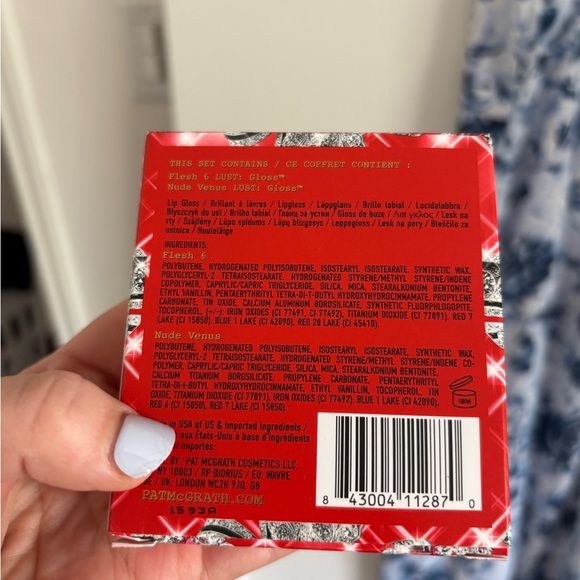 THIS SET CONTAINS / CE COFFRET CONTIENT :
Flesh 6 LUST: Gloss™
Nude Venus LUST: Gloss™
Lip Gloss / Brillant à lèvres / Lipgloss / Läppglans / Brillo labial / Lucidalabbra /
Błyszczyk do ust / Brilho labial / Гланц за устни / Gloss de buze / Λιπ γκλος / Lesk na
rty / Szájfény / Lūpu spīdums / Lūpų blizgesys / Leppegloss / Lesk na pery / Bleščilo za
ustnice / Huuleläige
INGREDIENTS:
Flesh 6
POLYBUTENE, HYDROGENATED POLYISOBUTENE, ISOSTEARYL ISOSTEARATE, SYNTHETIC WAX,
POLYGLYCERYL-2 TETRAISOSTEARATE, HYDROGENATED STYRENE/METHYL STYRENE/INDENE
COPOLYMER, CAPRYLIC/CAPRIC TRIGLYCERIDE, SILICA, MICA, STEARALKONIUM BENTONITE,
ETHYL VANILLIN, PENTAERYTHRITYL TETRA-DI-T-BUTYL HYDROXYHYDROCINNAMATE, PROPYLENE
CARBONATE, TIN OXIDE, CALCIUM ALUMINUM BOROSILICATE, SYNTHETIC FLUORPHLOGOPITE,
TOCOPHEROL, (+/-): IRON OXIDES (CI 77491, CI 77492), TITANIUM DIOXIDE (CI 77891), RED 7
LAKE (CI 15850), BLUE 1 LAKE (CI 42090), RED 28 LAKE (CI 45410).
Nude Venus
POLYBUTENE, HYDROGENATED POLYISOBUTENE, ISOSTEARYL ISOSTEARATE, SYNTHETIC WAX,
POLYGLYCERYL-2 TETRAISOSTEARATE, HYDROGENATED STYRENE/METHYL STYRENE/INDENE CO-
POLYMER, CAPRYLIC/CAPRIC TRIGLYCERIDE, SILICA, MICA, STEARALKONIUM BENTONITE,
CALCIUM TITANIUM BOROSILICATE, PROPYLENE CARBONATE, PENTAERYTHRITYL
TETRA-DI-T-BUTYL HYDROXYHYDROCINNAMATE, ETHYL VANILLIN, TOCOPHEROL, TIN
OXIDE, TITANIUM DIOXIDE (CI 77891), IRON OXIDES (CI 77492), BLUE 1 LAKE (CI 42090),
RED 6 (CI 15850), RED 7 LAKE (CI 15850).
18M
in USA of US & Imported Ingredients /
aux États-Unis à base d'ingrédients
et importés
BY : PAT MCGRATH COSMETICS LLC,
NY 10003 / RP BIORIUS / EU: WAVRE,
BE / UK: LONDON WC2H 9JQ, GB
PATMCGRATH.COM
i593A
8 43004 11287 0